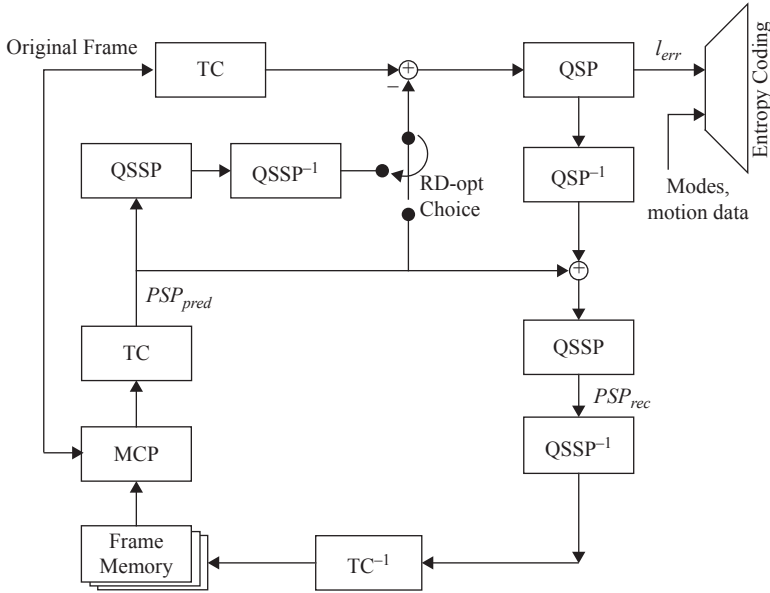 Original Frame
TC
QSP
l_err
Entropy Coding
QSSP
QSSP⁻¹
RD-opt
Choice
QSP⁻¹
Modes,
motion data
PSP_pred
TC
QSSP
PSP_rec
MCP
QSSP⁻¹
Frame
Memory
TC⁻¹